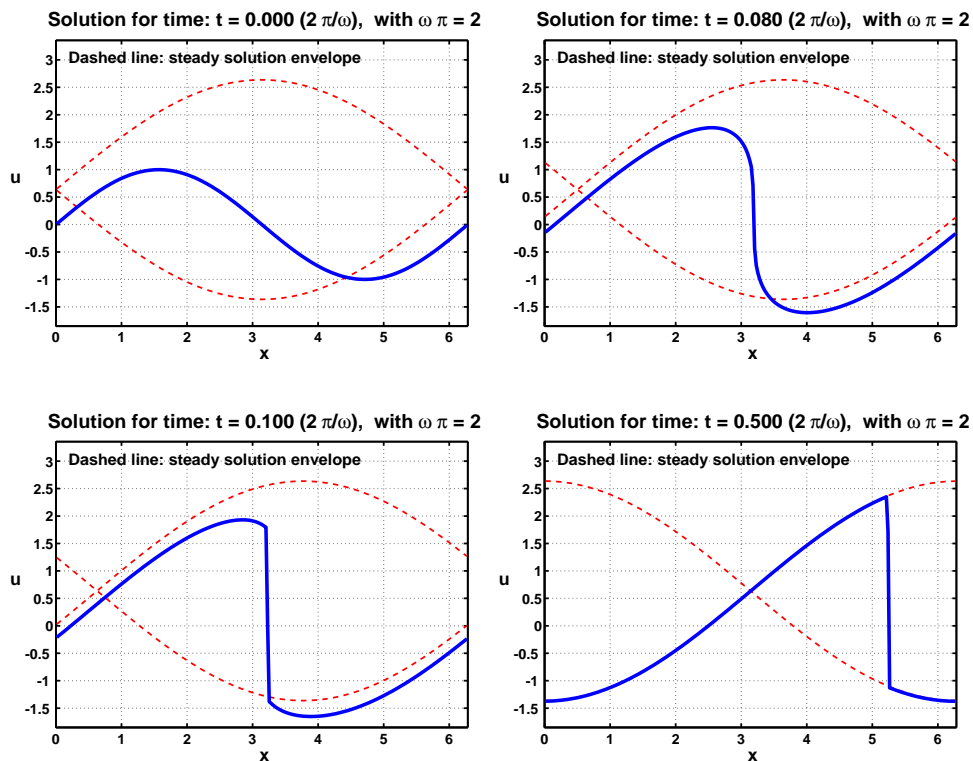 Solution for time: t = 0.000 (2 π/ω),  with ω π = 2
Dashed line: steady solution envelope
3
2.5
2
1.5
1
0.5
0
-0.5
-1
-1.5
u
0 1 2 3 4 5 6
x
Solution for time: t = 0.080 (2 π/ω),  with ω π = 2
Dashed line: steady solution envelope
3
2.5
2
1.5
1
0.5
0
-0.5
-1
-1.5
u
0 1 2 3 4 5 6
x
Solution for time: t = 0.100 (2 π/ω),  with ω π = 2
Dashed line: steady solution envelope
3
2.5
2
1.5
1
0.5
0
-0.5
-1
-1.5
u
0 1 2 3 4 5 6
x
Solution for time: t = 0.500 (2 π/ω),  with ω π = 2
Dashed line: steady solution envelope
3
2.5
2
1.5
1
0.5
0
-0.5
-1
-1.5
u
0 1 2 3 4 5 6
x